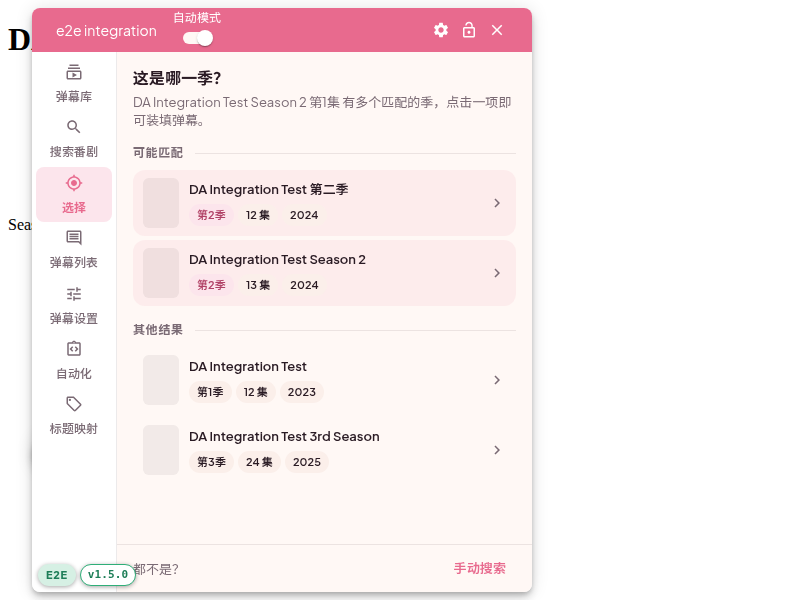 D
自动模式
e2e integration
弹幕库
搜索番剧
选择
弹幕列表
弹幕设置
自动化
标题映射
Seas
这是哪一季？
DA Integration Test Season 2 第1集 有多个匹配的季，点击一项即
可装填弹幕。
可能匹配
DA Integration Test 第二季
第2季 12 集 2024
DA Integration Test Season 2
第2季 13 集 2024
其他结果
DA Integration Test
第1季 12 集 2023
DA Integration Test 3rd Season
第3季 24 集 2025
都不是？
手动搜索
E2E v1.5.0